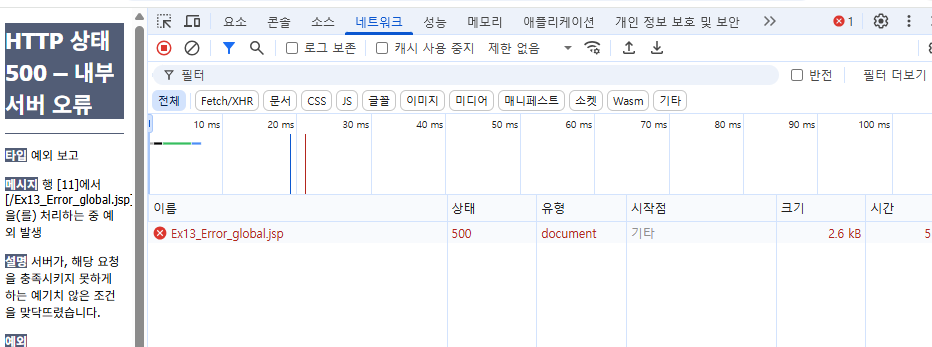 HTTP 상태
500 – 내부
서버 오류
타입 예외 보고
메시지 행 [11]에서
[/Ex13_Error_global.jsp]
을(를) 처리하는 중 예
외 발생
설명 서버가, 해당 요청
을 충족시키지 못하게
하는 예기치 않은 조건
을 맞닥뜨렸습니다.
예외
요소 콘솔 소스 네트워크 성능 메모리 애플리케이션 개인 정보 보호 및 보안 1
로그 보존 캐시 사용 중지 제한 없음
필터 반전 필터 더보기
전체 Fetch/XHR 문서 CSS JS 글꼴 이미지 미디어 매니페스트 소켓 Wasm 기타
10 ms 20 ms 30 ms 40 ms 50 ms 60 ms 70 ms 80 ms 90 ms 100 ms
이름 상태 유형 시작점 크기 시간
Ex13_Error_global.jsp 500 document 기타 2.6 kB 5